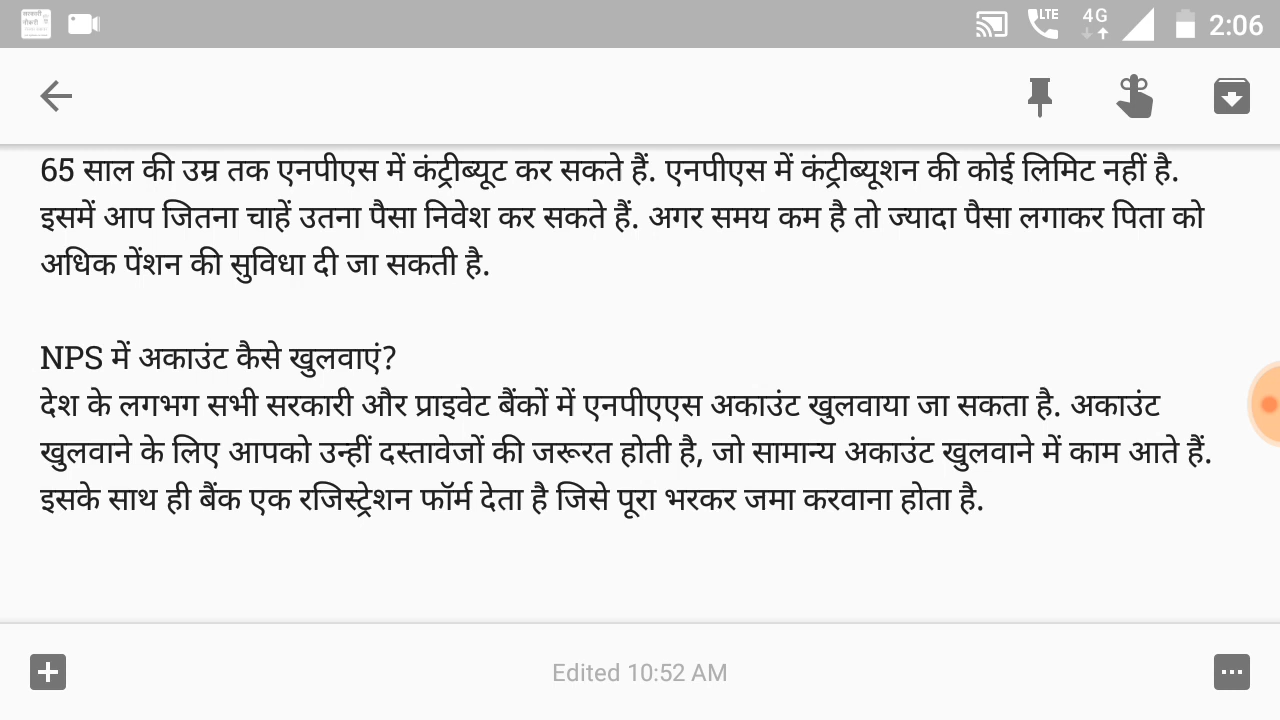 2:06
LTE
4G
65 साल की उम्र तक एनपीएस में कंट्रीब्यूट कर सकते हैं. एनपीएस में कंट्रीब्यूशन की कोई लिमिट नहीं है.
इसमें आप जितना चाहें उतना पैसा निवेश कर सकते हैं. अगर समय कम है तो ज्यादा पैसा लगाकर पिता को
अधिक पेंशन की सुविधा दी जा सकती है.
NPS में अकाउंट कैसे खुलवाएं?
देश के लगभग सभी सरकारी और प्राइवेट बैंकों में एनपीएएस अकाउंट खुलवाया जा सकता है. अकाउंट
खुलवाने के लिए आपको उन्हीं दस्तावेजों की जरूरत होती है, जो सामान्य अकाउंट खुलवाने में काम आते हैं.
इसके साथ ही बैंक एक रजिस्ट्रेशन फॉर्म देता है जिसे पूरा भरकर जमा करवाना होता है.
Edited 10:52 AM